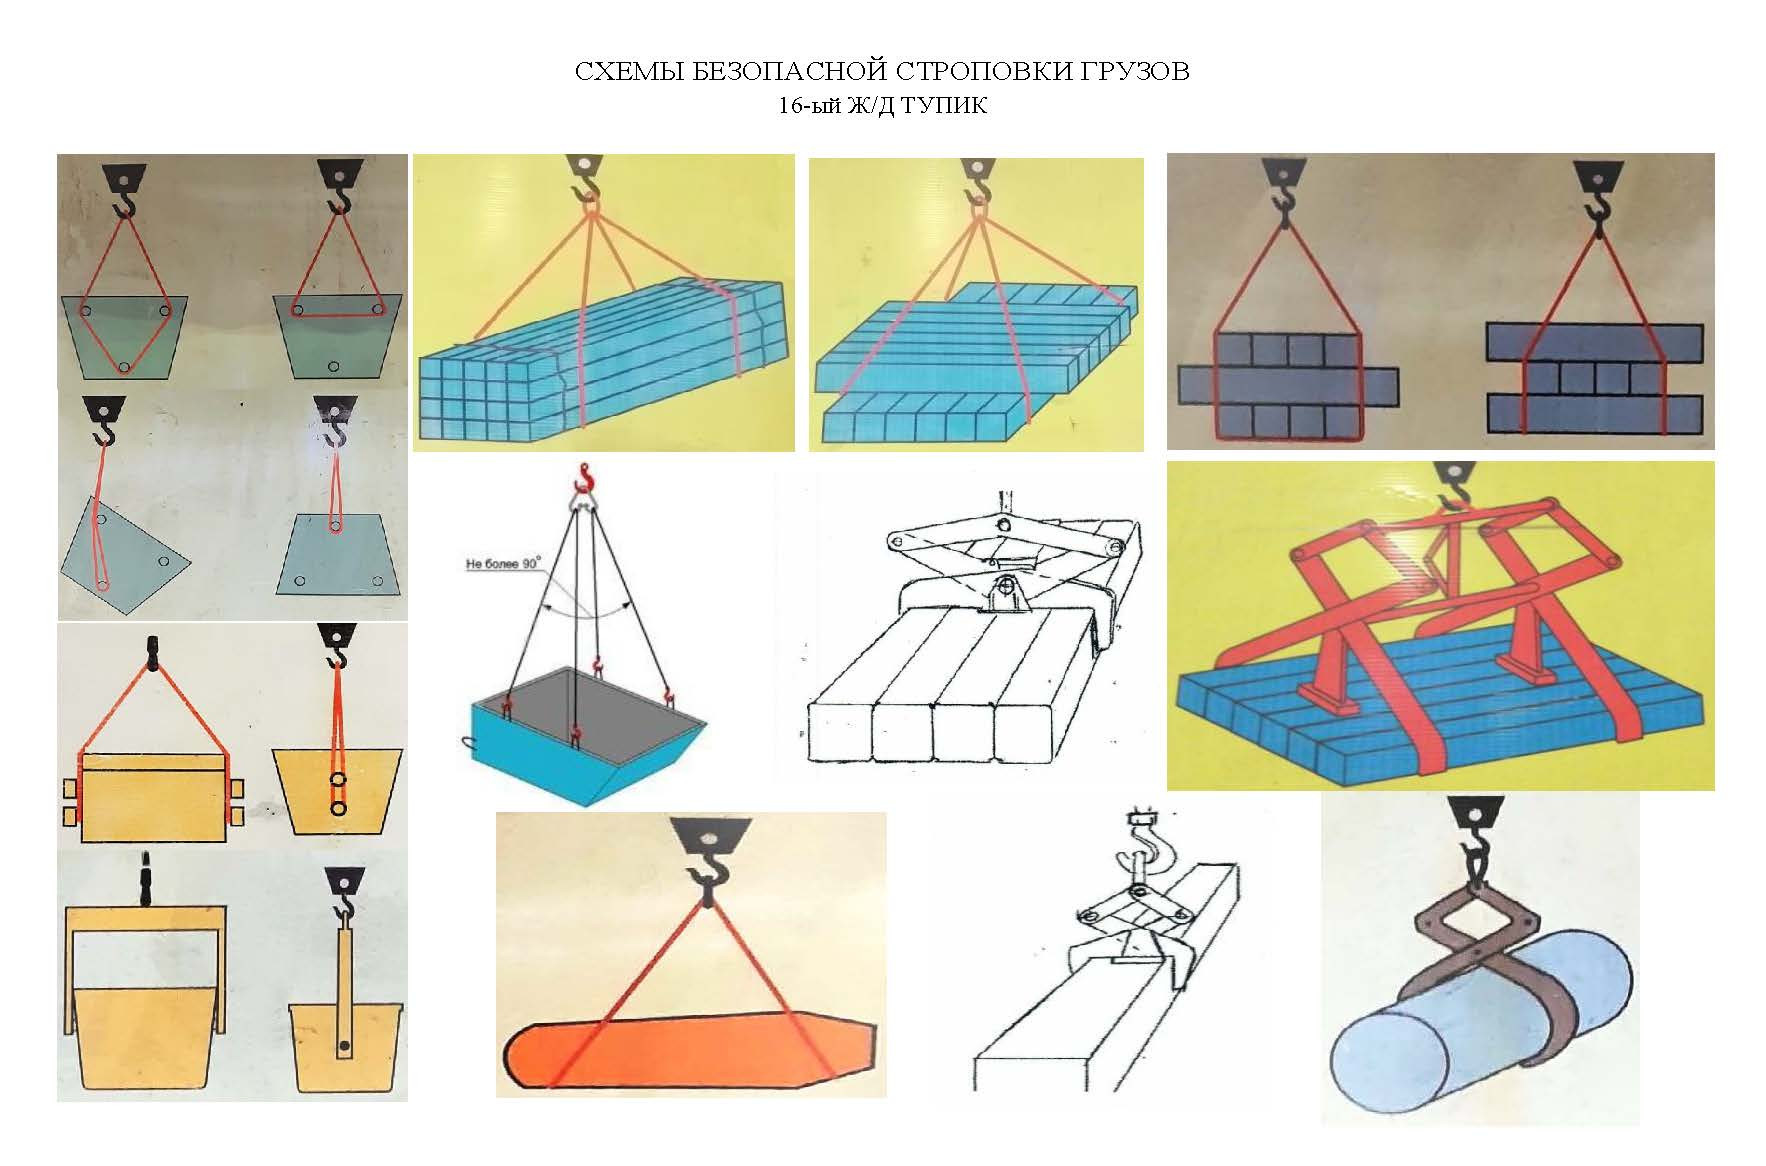 СХЕМЫ БЕЗОПАСНОЙ СТРОПОВКИ ГРУЗОВ
16-ый Ж/Д ТУПИК
Не более 90°